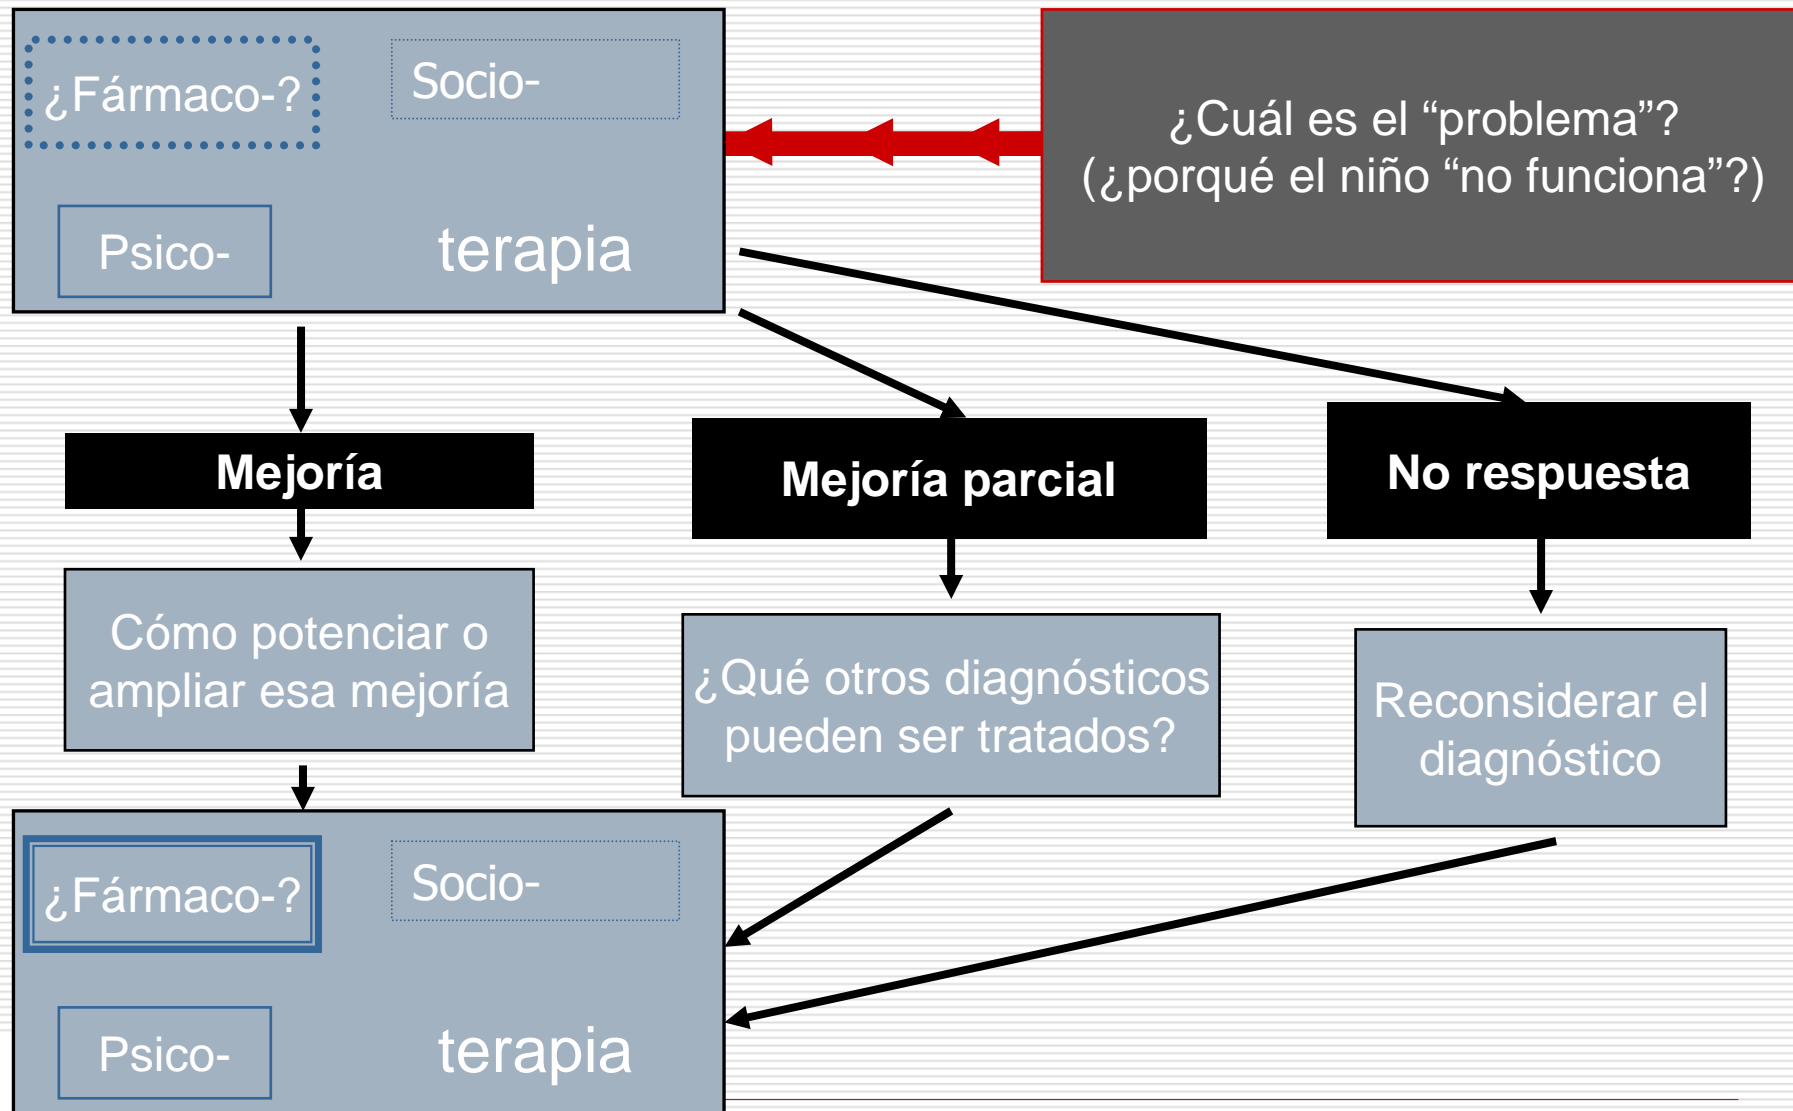 ¿Fármaco-?
Socio-
Psico-
terapia
¿Cuál es el “problema”?
(¿porqué el niño “no funciona”?)
Mejoría
Mejoría parcial
No respuesta
Cómo potenciar o
ampliar esa mejoría
¿Qué otros diagnósticos
pueden ser tratados?
Reconsiderar el
diagnóstico
¿Fármaco-?
Socio-
Psico-
terapia